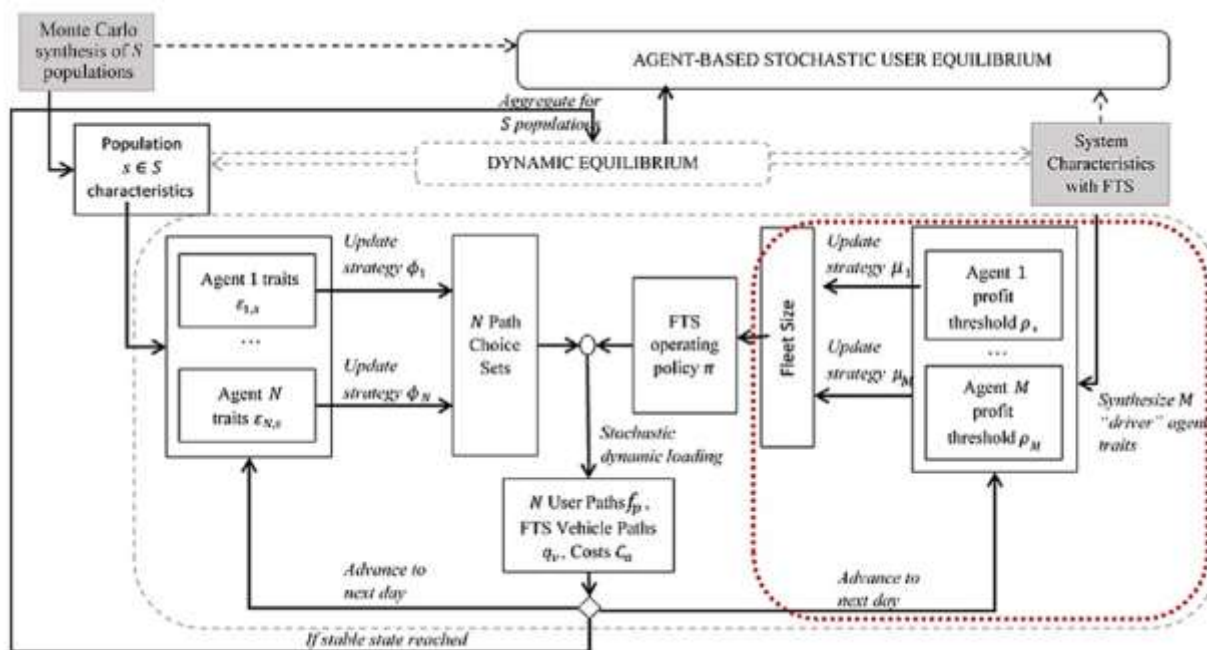 Monte Carlo
synthesis of S
populations
AGENT-BASED STOCHASTIC USER EQUILIBRIUM
Aggregate for
S populations
Population
s ∈ S
characteristics
DYNAMIC EQUILIBRIUM
System
Characteristics
with FTS
Agent 1 traits
ε1,s
...
Agent N
traits εN,s
Update
strategy ϕ1
Update
strategy ϕN
N Path
Choice
Sets
FTS
operating
policy π
Fleet Size
Update
strategy μ1
Update
strategy μM
Agent 1
profit
threshold ρ
...
Agent M
profit
threshold ρM
Synthesize M
"driver" agent
traits
Stochastic
dynamic loading
N User Paths fp,
FTS Vehicle Paths
qv, Costs Ca
Advance to
next day
Advance to
next day
If stable state reached